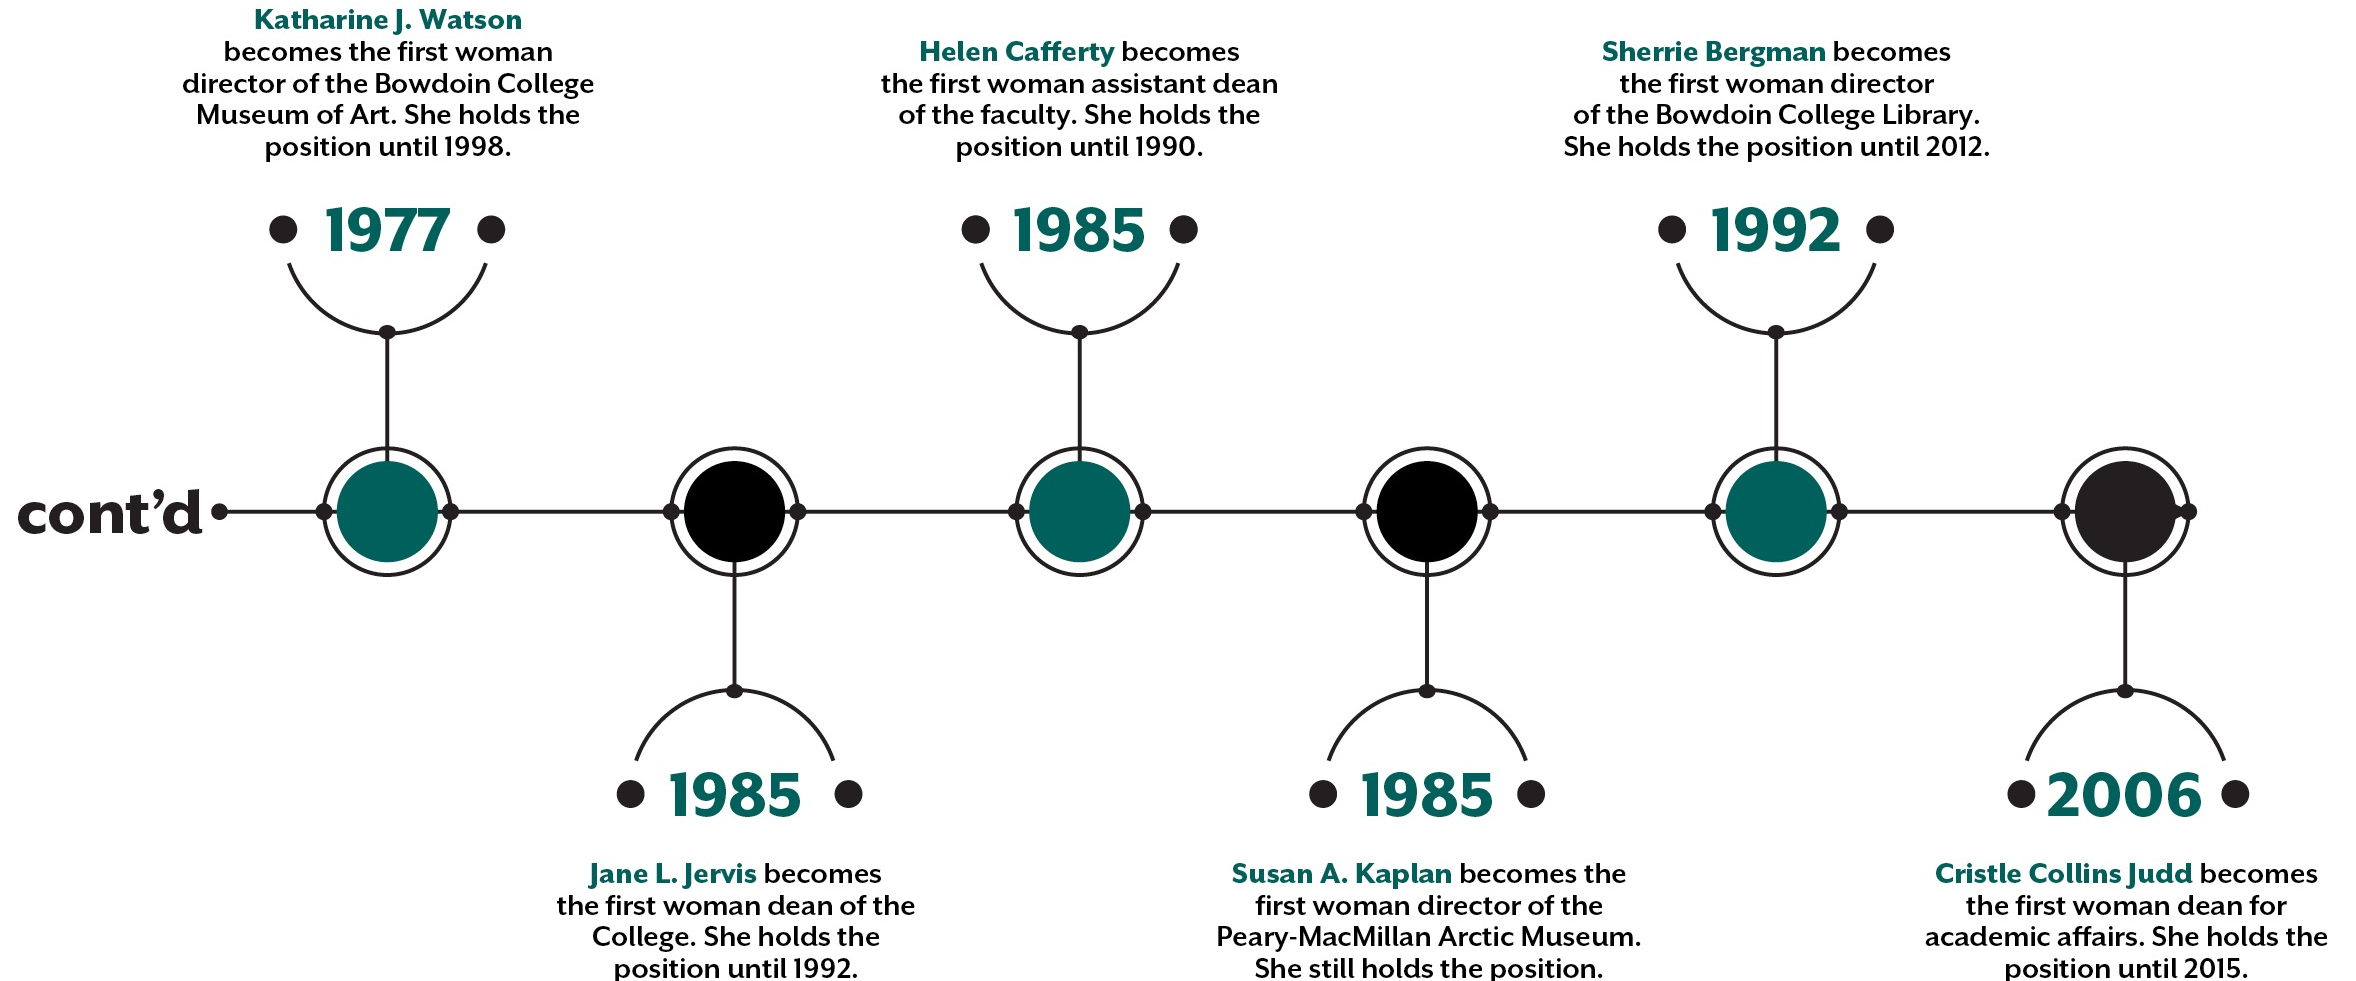 Katharine J. Watson
becomes the first woman
director of the Bowdoin College
Museum of Art. She holds the
position until 1998.
1977
Helen Cafferty becomes
the first woman assistant dean
of the faculty. She holds the
position until 1990.
1985
Sherrie Bergman becomes
the first woman director
of the Bowdoin College Library.
She holds the position until 2012.
1992
cont’d
1985
Jane L. Jervis becomes
the first woman dean of the
College. She holds the
position until 1992.
1985
Susan A. Kaplan becomes the
first woman director of the
Peary-MacMillan Arctic Museum.
She still holds the position.
2006
Cristle Collins Judd becomes
the first woman dean for
academic affairs. She holds the
position until 2015.